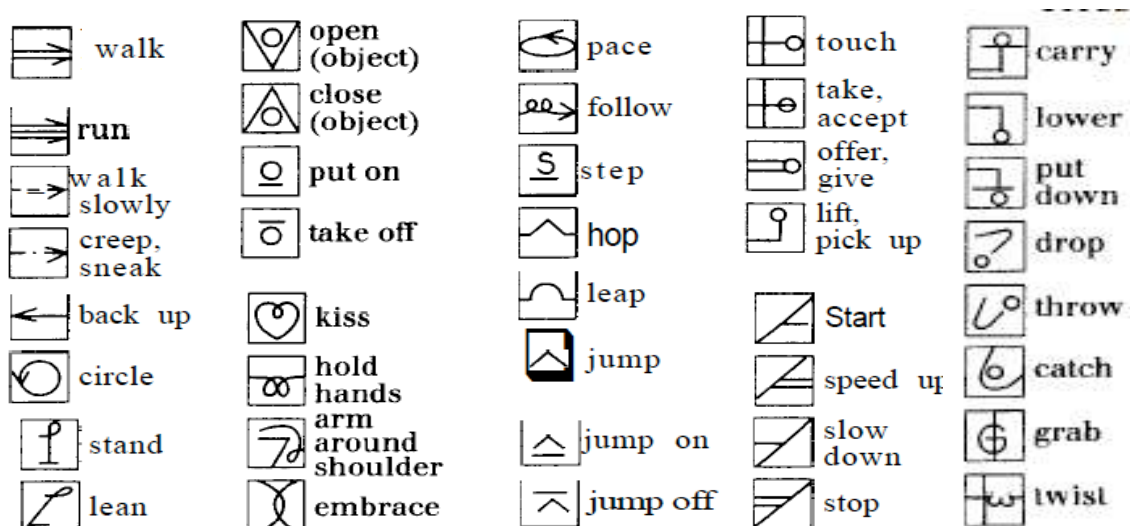 walk
run
walk
slowly
creep,
sneak
back up
circle
stand
lean
open
(object)
close
(object)
put on
take off
kiss
hold
hands
arm
around
shoulder
embrace
pace
follow
S
step
hop
leap
jump
jump on
jump off
touch
take,
accept
offer,
give
lift,
pick up
Start
speed up
slow
down
stop
carry
lower
put
down
drop
throw
catch
grab
twist